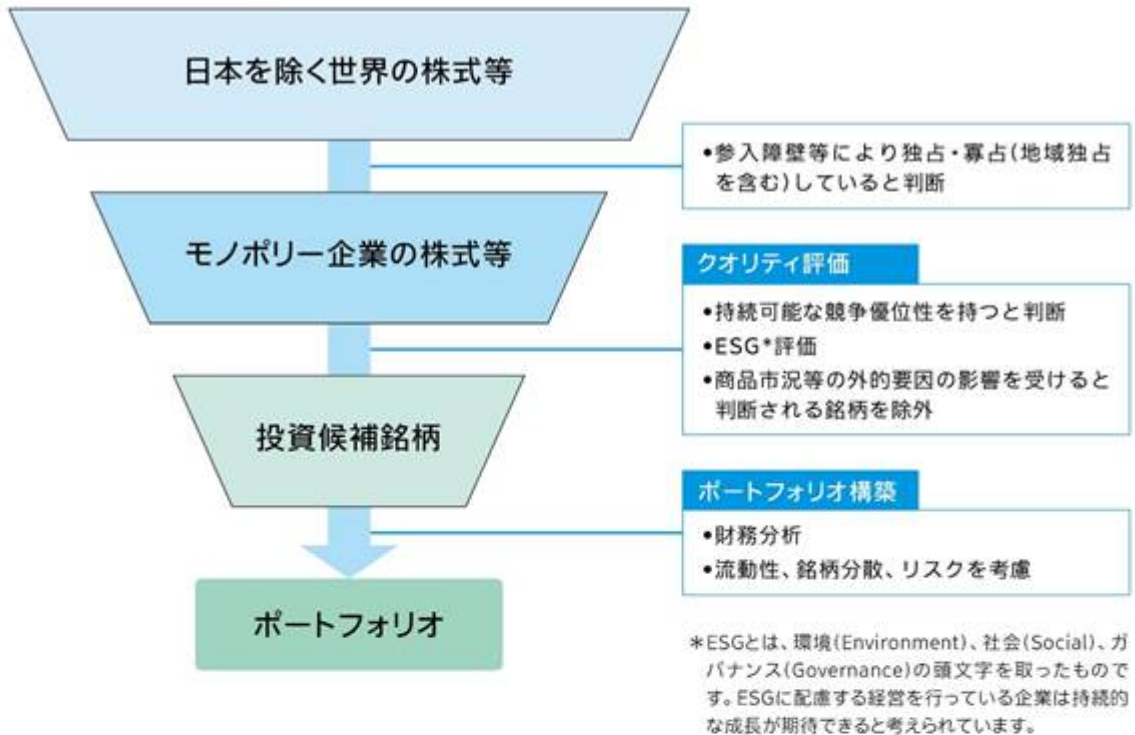 日本を除く世界の株式等
•参入障壁等により独占・寡占(地域独占
を含む)していると判断
モノポリー企業の株式等
クオリティ評価
•持続可能な競争優位性を持つと判断
•ESG*評価
•商品市況等の外的要因の影響を受けると
判断される銘柄を除外
投資候補銘柄
ポートフォリオ構築
•財務分析
•流動性、銘柄分散、リスクを考慮
ポートフォリオ
*ESGとは、環境(Environment)、社会(Social)、ガ
バナンス(Governance)の頭文字を取ったもので
す。ESGに配慮する経営を行っている企業は持続的
な成長が期待できると考えられています。